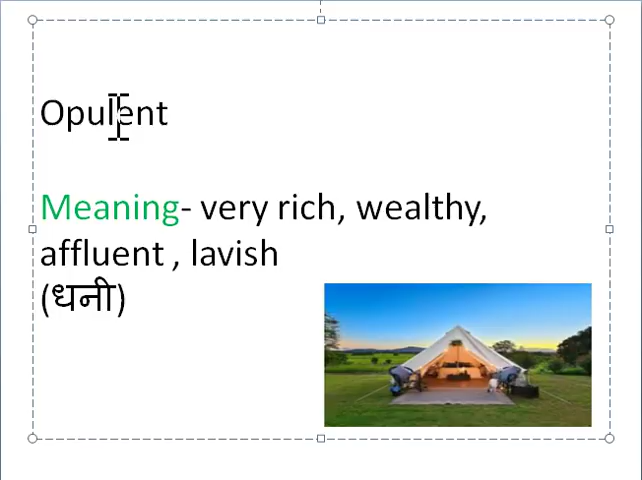 Opulent
Meaning- very rich, wealthy,
affluent , lavish
(धनी)